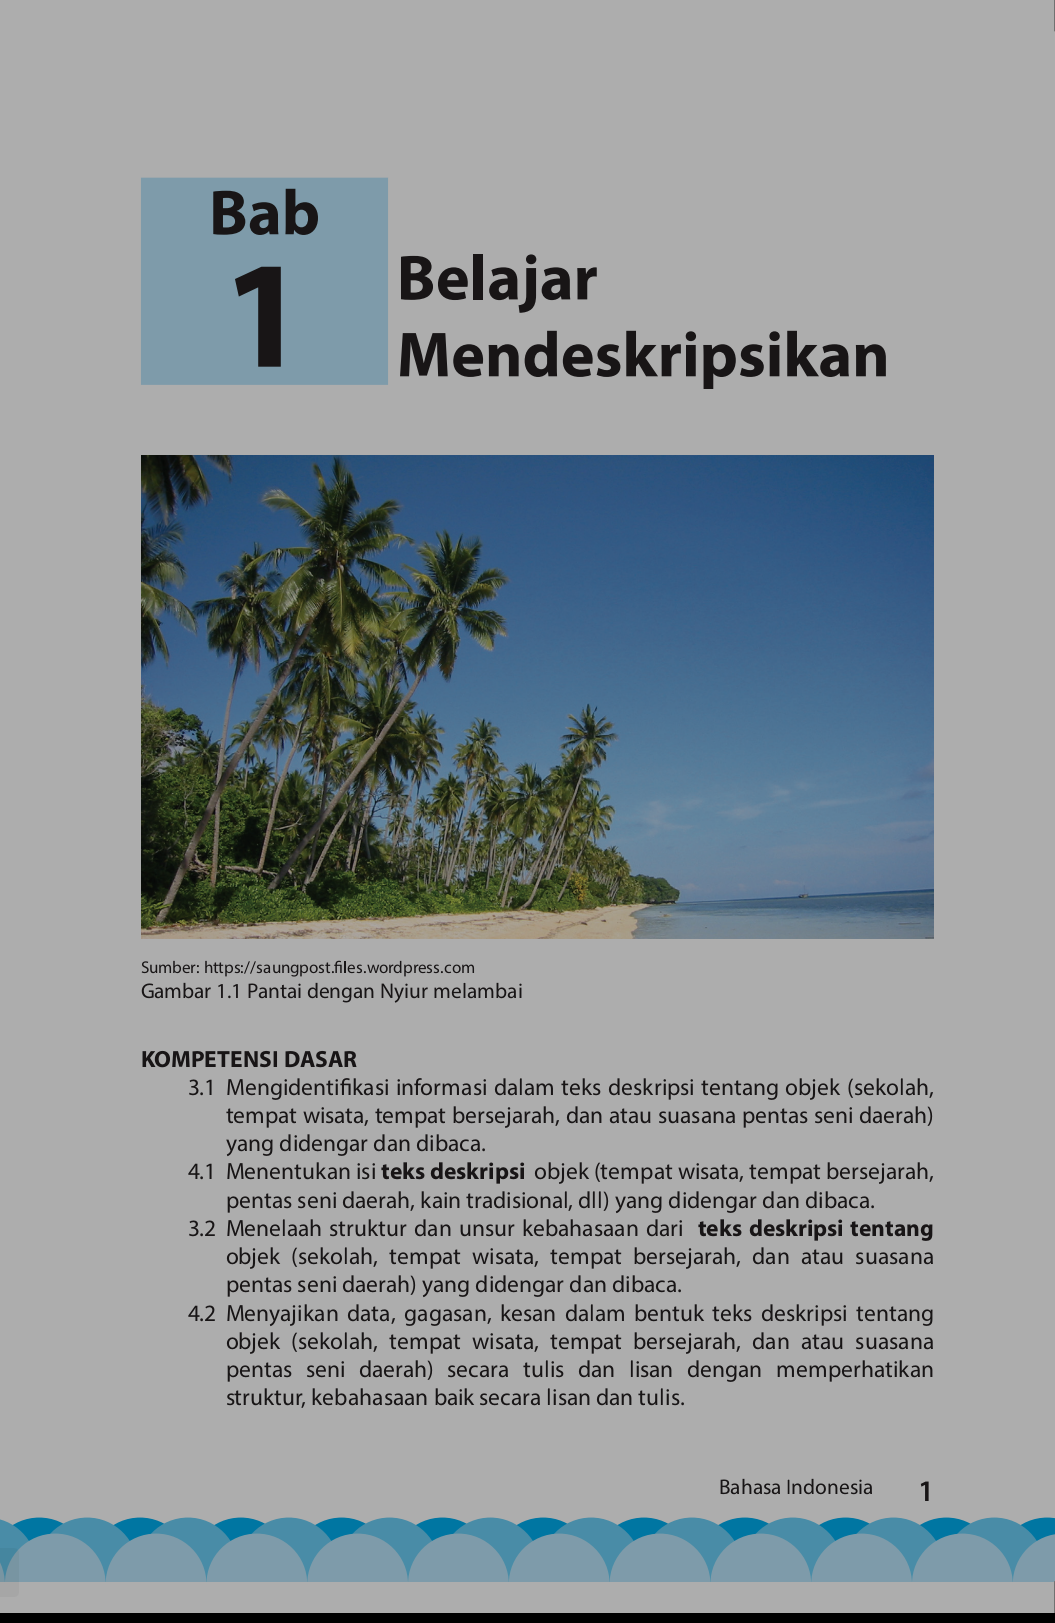 Bab
1
Belajar
Mendeskripsikan
Sumber: https://saungpost.files.wordpress.com
Gambar 1.1 Pantai dengan Nyiur melambai
KOMPETENSI DASAR
3.1 Mengidentifikasi informasi dalam teks deskripsi tentang objek (sekolah,
tempat wisata, tempat bersejarah, dan atau suasana pentas seni daerah)
yang didengar dan dibaca.
4.1 Menentukan isi teks deskripsi objek (tempat wisata, tempat bersejarah,
pentas seni daerah, kain tradisional, dll) yang didengar dan dibaca.
3.2 Menelaah struktur dan unsur kebahasaan dari teks deskripsi tentang
objek (sekolah, tempat wisata, tempat bersejarah, dan atau suasana
pentas seni daerah) yang didengar dan dibaca.
4.2 Menyajikan data, gagasan, kesan dalam bentuk teks deskripsi tentang
objek (sekolah, tempat wisata, tempat bersejarah, dan atau suasana
pentas seni daerah) secara tulis dan lisan dengan memperhatikan
struktur, kebahasaan baik secara lisan dan tulis.
Bahasa Indonesia 1